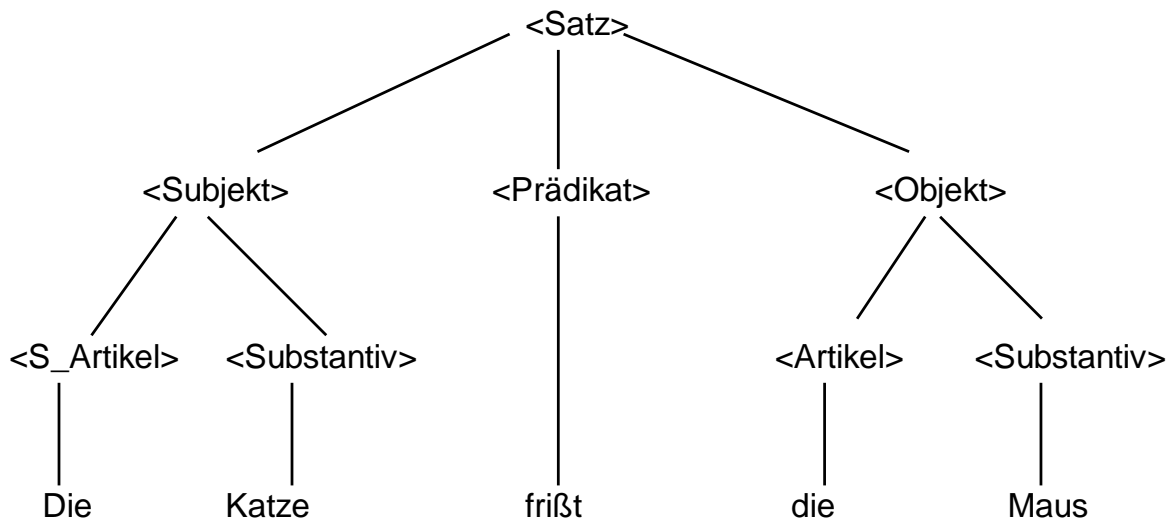 <Satz>
<Subjekt> <Prädikat> <Objekt>
<S_Artikel> <Substantiv> <Artikel> <Substantiv>
Die Katze frißt die Maus